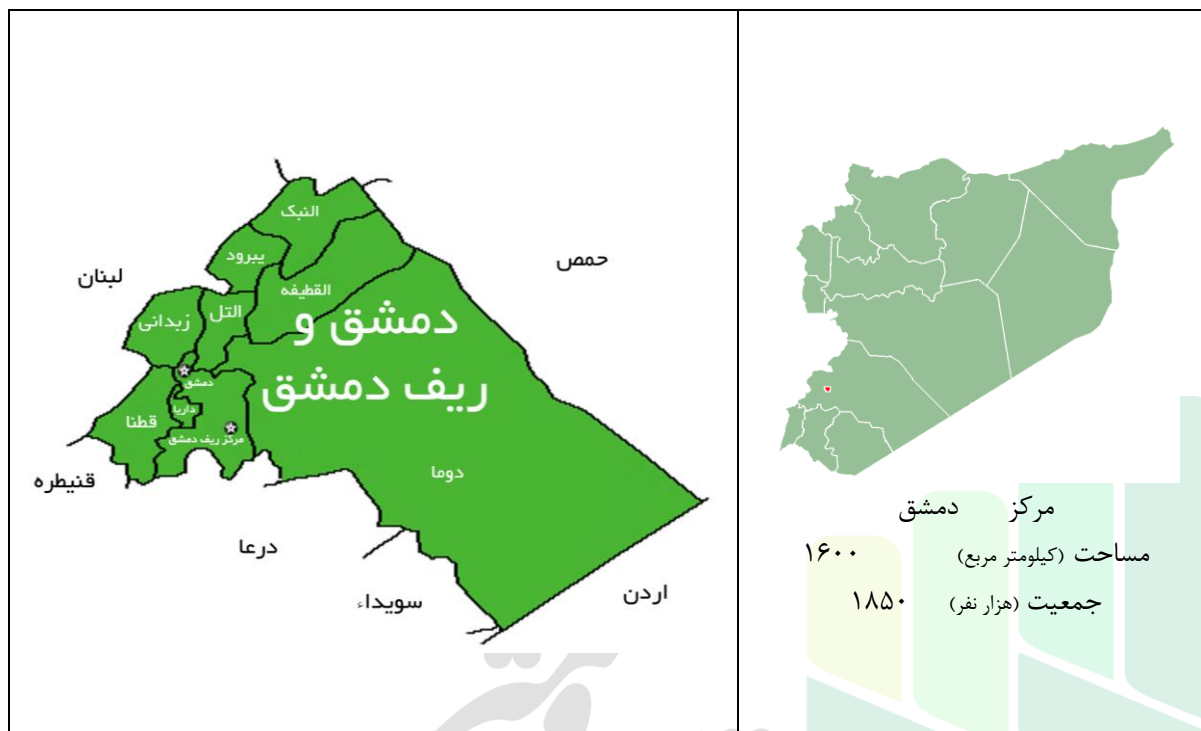 مرکز دمشق
مساحت (کیلومتر مربع) ۱۶۰۰
جمعیت (هزار نفر) ۱۸۵۰
النبک
یبرود
القطیفه
لبنان
حمص
التل
زبدانی
دمشق و
ریف دمشق
دمشق
داریا
قطنا
مرکز ریف دمشق
دوما
قنیطره
درعا
سویداء
اردن